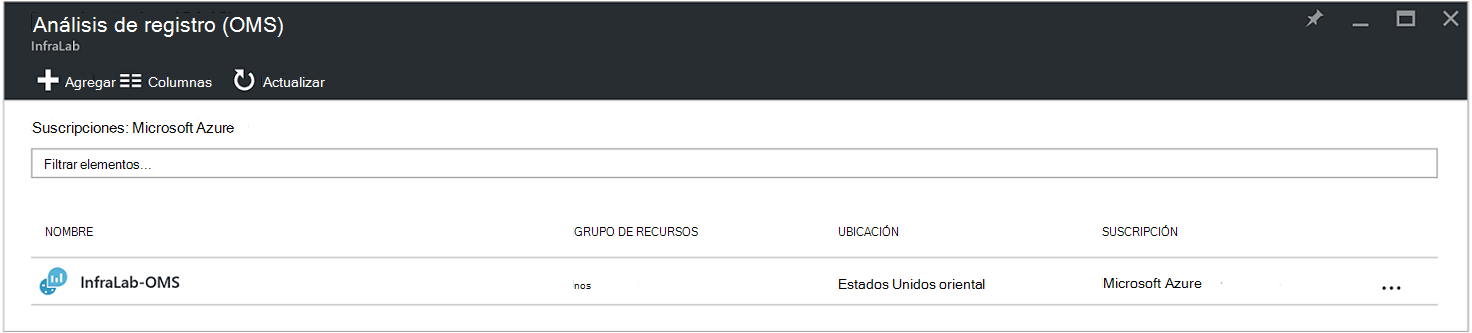 Análisis de registro (OMS)
InfraLab
Agregar Columnas Actualizar
Suscripciones: Microsoft Azure
Filtrar elementos...
NOMBRE GRUPO DE RECURSOS UBICACIÓN SUSCRIPCIÓN
InfraLab-OMS nos Estados Unidos oriental Microsoft Azure ...